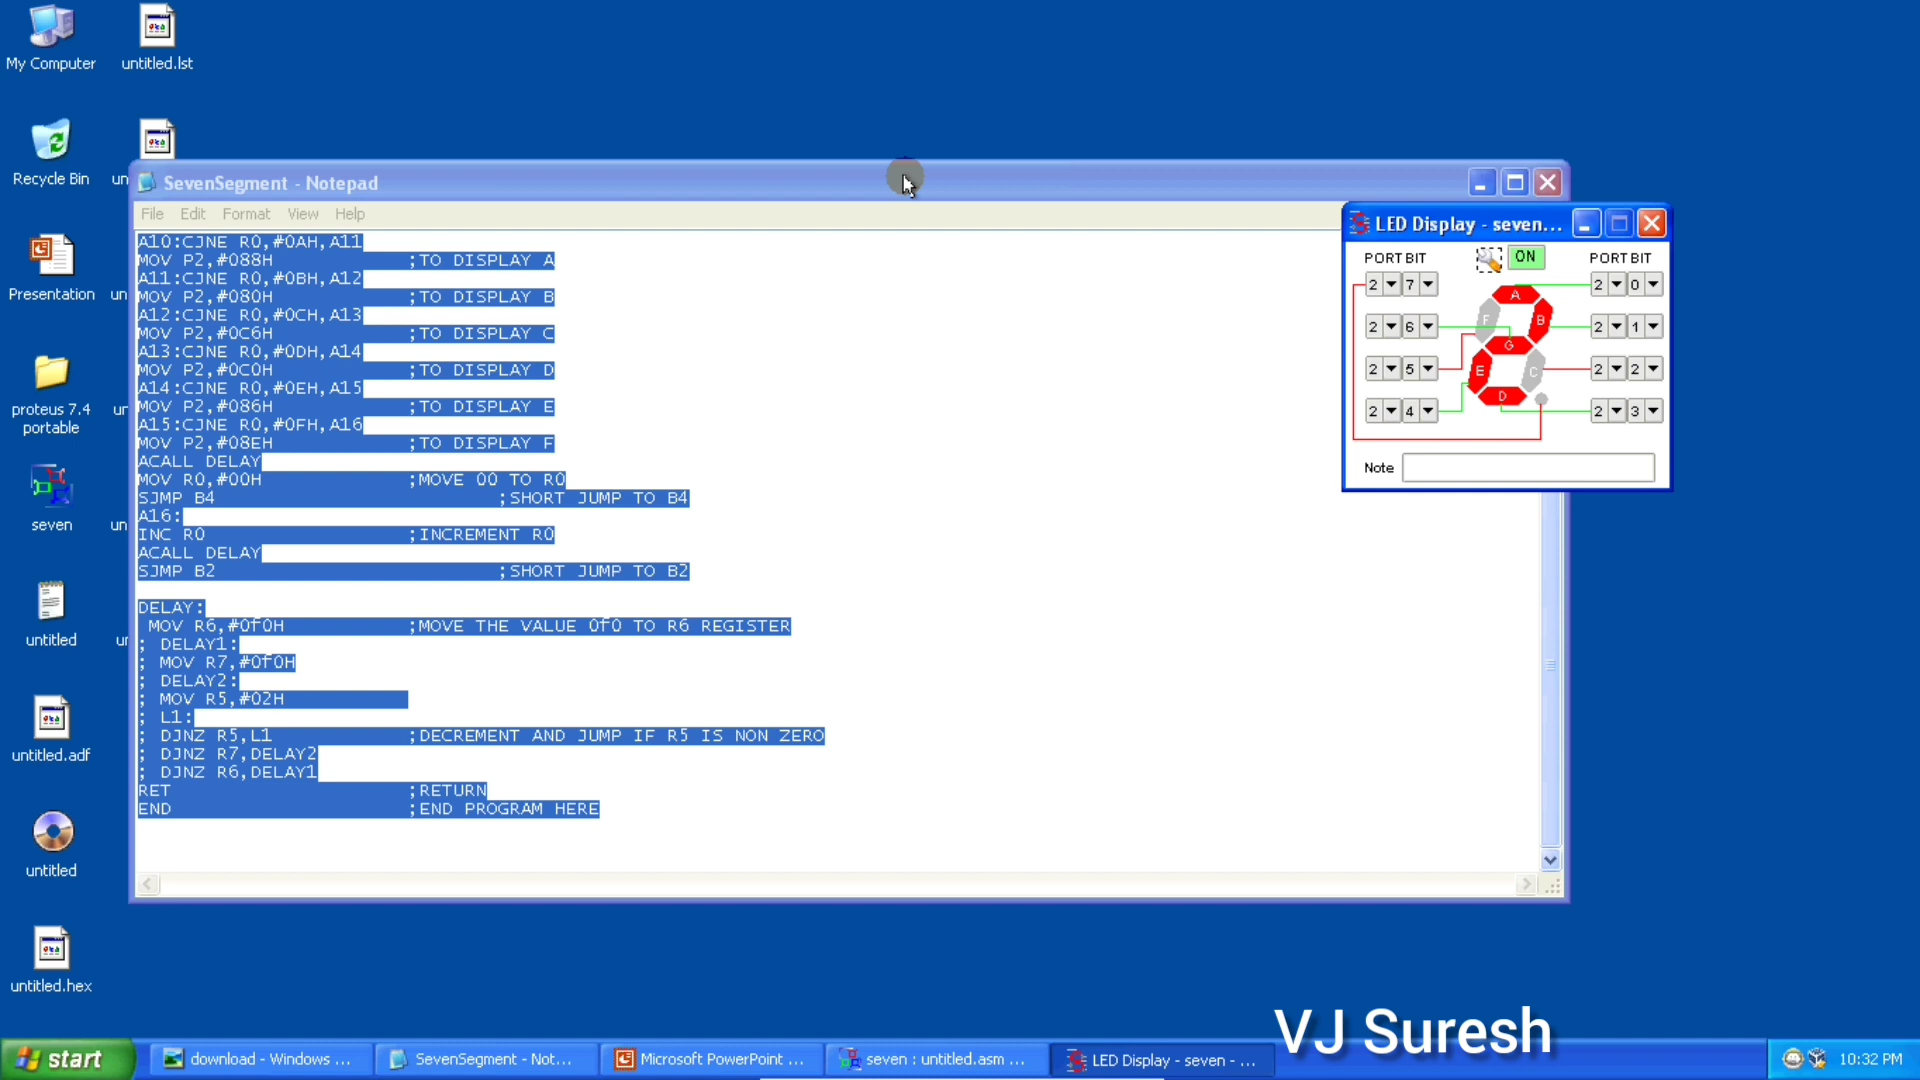 My Computer
untitled.lst
Recycle Bin
un
Presentation
un
proteus 7.4
portable
ur
seven
un
untitled
ur
untitled.adf
untitled
untitled.hex
SevenSegment - Notepad
File Edit Format View Help
A10:CJNE R0,#0AH,A11
MOV P2,#088H ;TO DISPLAY A
A11:CJNE R0,#0BH,A12
MOV P2,#080H ;TO DISPLAY B
A12:CJNE R0,#0CH,A13
MOV P2,#0C6H ;TO DISPLAY C
A13:CJNE R0,#0DH,A14
MOV P2,#0C0H ;TO DISPLAY D
A14:CJNE R0,#0EH,A15
MOV P2,#086H ;TO DISPLAY E
A15:CJNE R0,#0FH,A16
MOV P2,#08EH ;TO DISPLAY F
ACALL DELAY
MOV R0,#00H ;MOVE 00 TO R0
SJMP B4 ;SHORT JUMP TO B4
A16:
INC R0 ;INCREMENT R0
ACALL DELAY
SJMP B2 ;SHORT JUMP TO B2
DELAY:
MOV R6,#0f0H ;MOVE THE VALUE 0f0 TO R6 REGISTER
; DELAY1:
; MOV R7,#0f0H
; DELAY2:
; MOV R5,#02H
; L1:
; DJNZ R5,L1 ;DECREMENT AND JUMP IF R5 IS NON ZERO
; DJNZ R7,DELAY2
; DJNZ R6,DELAY1
RET ;RETURN
END ;END PROGRAM HERE
LED Display - seven...
PORT BIT ON PORT BIT
2 7 A 2 0
2 6 F B 2 1
G
2 5 E C 2 2
2 4 D 2 3
Note
VJ Suresh
start download - Windows ... SevenSegment - Not... Microsoft PowerPoint ... seven : untitled.asm ... LED Display - seven - ... 10:32 PM